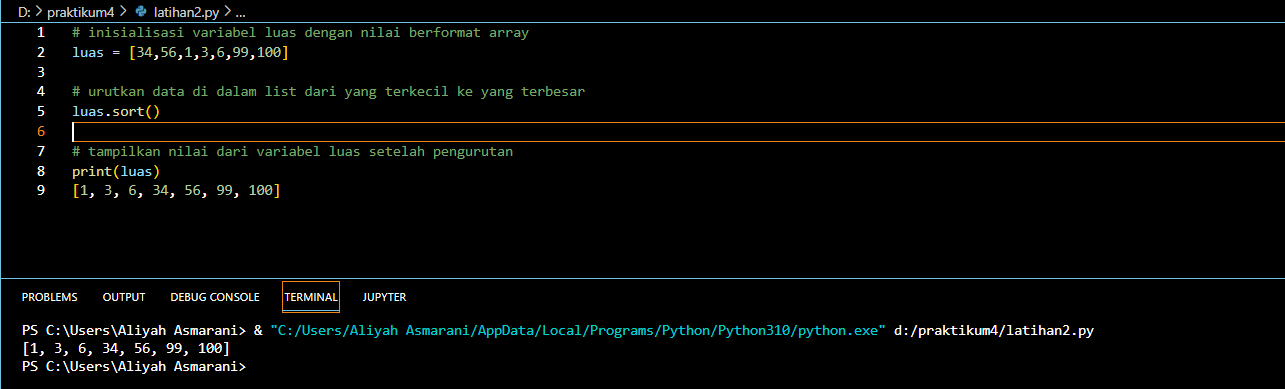 D: > praktikum4 > latihan2.py > ...
1 # inisialisasi variabel luas dengan nilai berformat array
2 luas = [34,56,1,3,6,99,100]
3
4 # urutkan data di dalam list dari yang terkecil ke yang terbesar
5 luas.sort()
6
7 # tampilkan nilai dari variabel luas setelah pengurutan
8 print(luas)
9 [1, 3, 6, 34, 56, 99, 100]
PROBLEMS OUTPUT DEBUG CONSOLE TERMINAL JUPYTER
PS C:\Users\Aliyah Asmarani> & "C:/Users/Aliyah Asmarani/AppData/Local/Programs/Python/Python310/python.exe" d:/praktikum4/latihan2.py
[1, 3, 6, 34, 56, 99, 100]
PS C:\Users\Aliyah Asmarani>